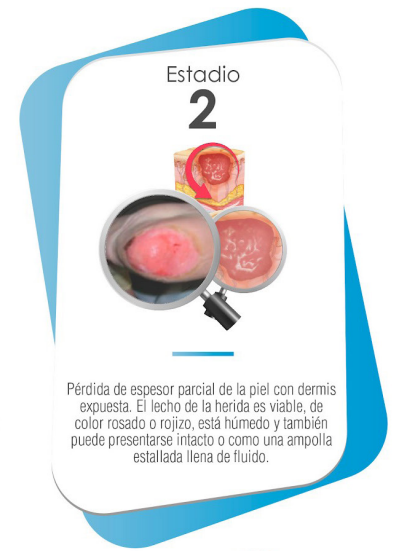 Estadio
2
Pérdida de espesor parcial de la piel con dermis
expuesta. El lecho de la herida es viable, de
color rosado o rojizo, está húmedo y también
puede presentarse intacto o como una ampolla
estallada llena de fluido.